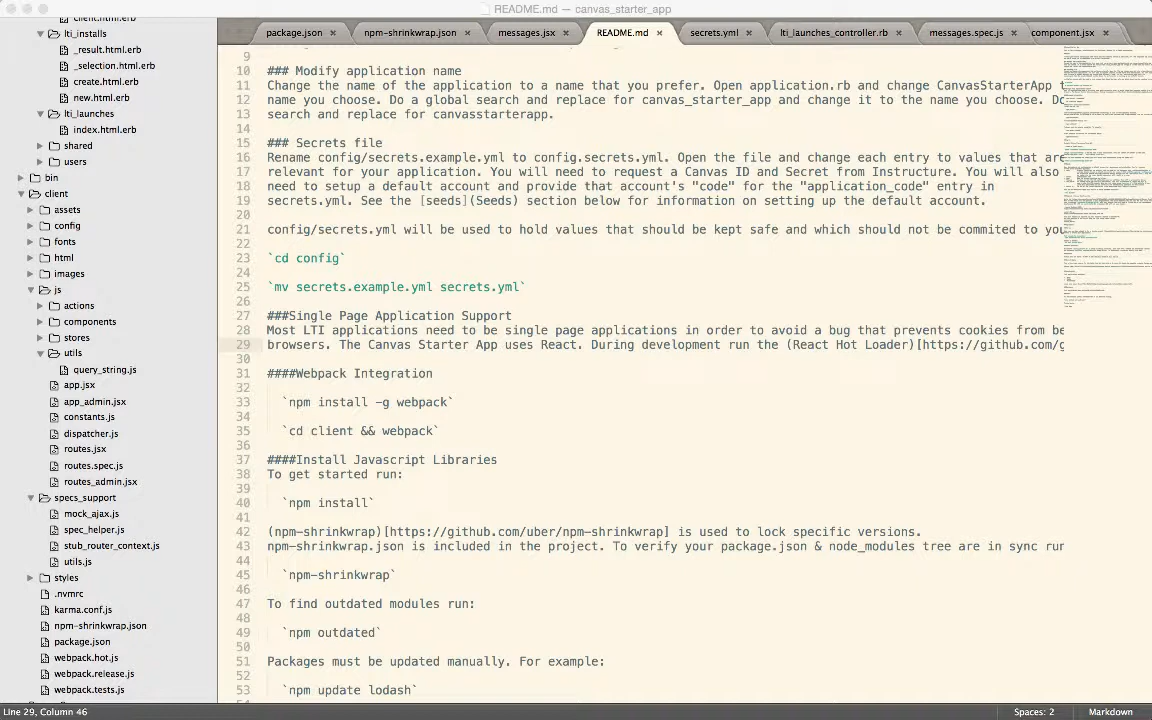 README.md — canvas_starter_app
package.json × npm-shrinkwrap.json × messages.jsx × README.md × secrets.yml × lti_launches_controller.rb × messages.spec.js × component.jsx ×
client.html.erb
lti_installs
_result.html.erb
_selection.html.erb
create.html.erb
new.html.erb
lti_launches
index.html.erb
shared
users
bin
client
assets
config
fonts
html
images
js
actions
components
stores
utils
query_string.js
app.jsx
app_admin.jsx
constants.js
dispatcher.js
routes.jsx
routes.spec.js
routes_admin.jsx
specs_support
mock_ajax.js
spec_helper.js
stub_router_context.js
utils.js
styles
.nvmrc
karma.conf.js
npm-shrinkwrap.json
package.json
webpack.hot.js
webpack.release.js
webpack.tests.js
9
10 ### Modify application name
11 Change the name of the application to a name that you prefer. Open application.rb and change CanvasStarterApp t
12 name you choose. Do a global search and replace for canvas_starter_app and change it to the name you choose. Do
13 search and replace for canvasstarterapp.
14
15 ### Secrets file
16 Rename config/secrets.example.yml to config.secrets.yml. Open the file and change each entry to values that are
17 relevant for your application. You will need to request a Canvas ID and Secret from Instructure. You will also
18 need to setup a default account and provide that account's "code" for the "application_code" entry in
19 secrets.yml. See the [seeds](Seeds) section below for information on setting up the default account.
20
21 config/secrets.yml will be used to hold values that should be kept safe and which should not be commited to you
22
23 `cd config`
24
25 `mv secrets.example.yml secrets.yml`
26
27 ###Single Page Application Support
28 Most LTI applications need to be single page applications in order to avoid a bug that prevents cookies from be
29 browsers. The Canvas Starter App uses React. During development run the (React Hot Loader)[https://github.com/g
30
31 ####Webpack Integration
32
33 `npm install -g webpack`
34
35 `cd client && webpack`
36
37 ####Install Javascript Libraries
38 To get started run:
39
40 `npm install`
41
42 (npm-shrinkwrap)[https://github.com/uber/npm-shrinkwrap] is used to lock specific versions.
43 npm-shrinkwrap.json is included in the project. To verify your package.json & node_modules tree are in sync run
44
45 `npm-shrinkwrap`
46
47 To find outdated modules run:
48
49 `npm outdated`
50
51 Packages must be updated manually. For example:
52
53 `npm update lodash`
Line 29, Column 46
Spaces: 2
Markdown